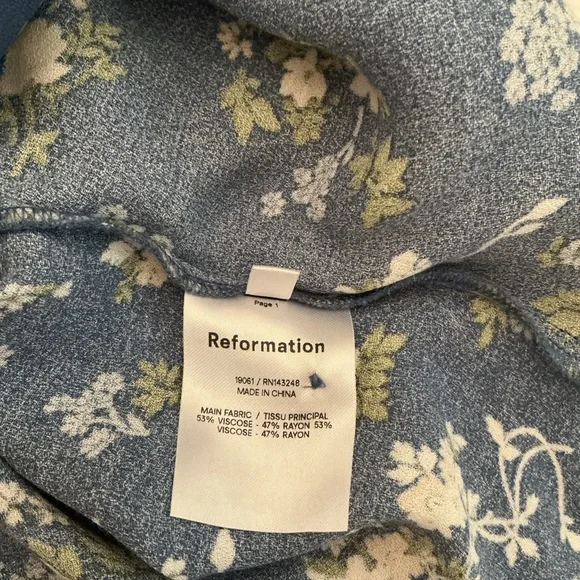 Page 1
Reformation
19061 / RN143248
MADE IN CHINA
MAIN FABRIC / TISSU PRINCIPAL
53% VISCOSE - 47% RAYON 53%
VISCOSE - 47% RAYON